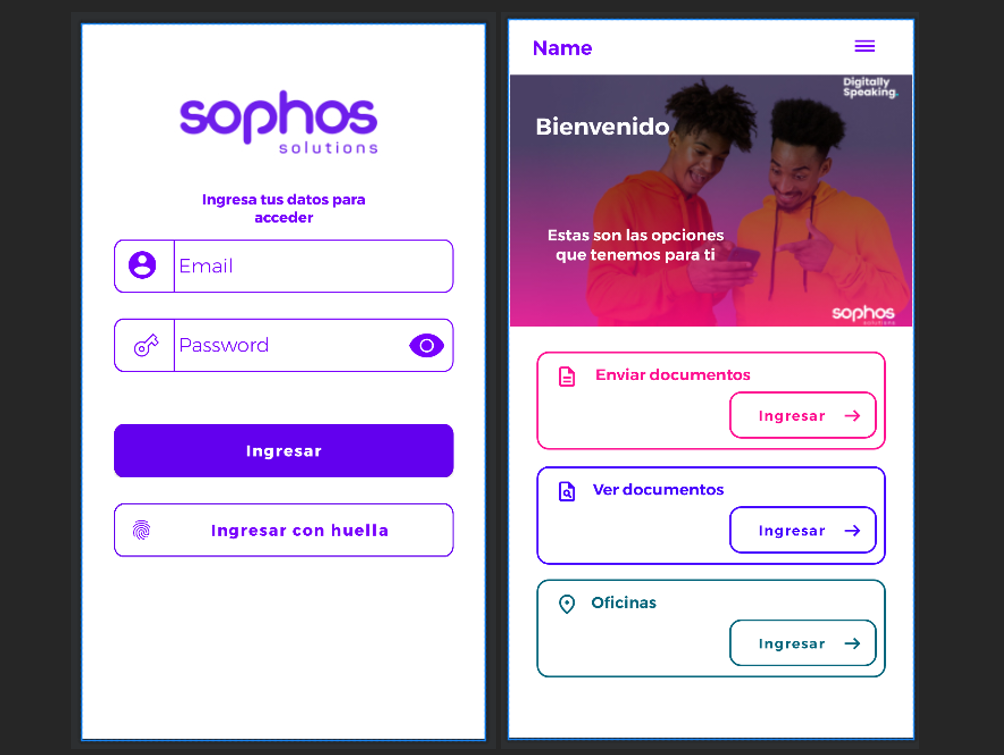 sophos
solutions
Ingresa tus datos para
acceder
Email
Password
Ingresar
Ingresar con huella
Name
Digitally
Speaking.
Bienvenido
Estas son las opciones
que tenemos para ti
sophos
solutions
Enviar documentos
Ingresar
Ver documentos
Ingresar
Oficinas
Ingresar